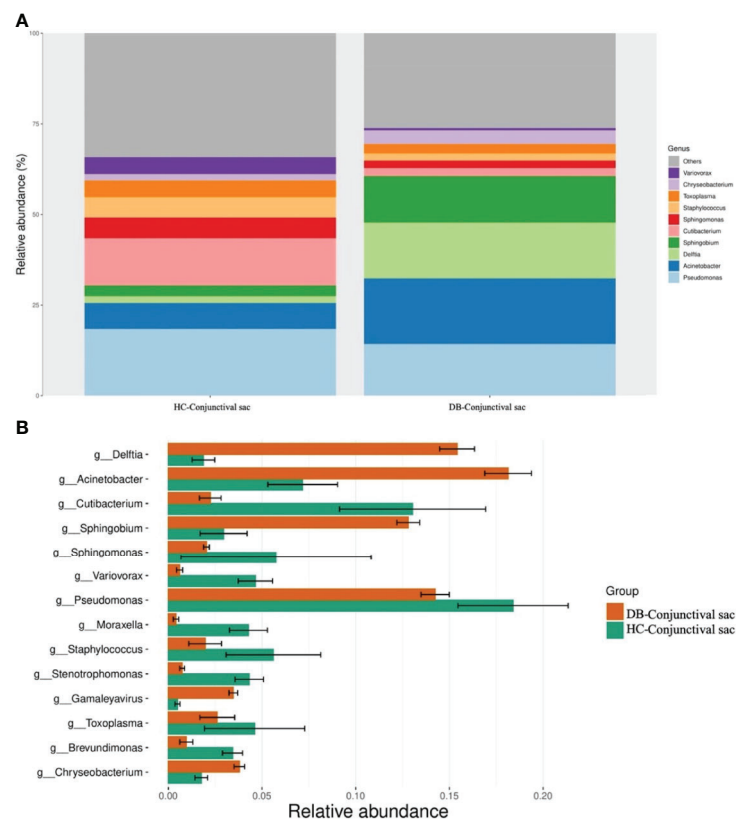 A
Relative abundance (%)
100
75
50
25
0
HC-Conjunctival sac
DB-Conjunctival sac
Genus
Others
Variovorax
Chryseobacterium
Toxoplasma
Staphylococcus
Sphingomonas
Cutibacterium
Sphingobium
Delftia
Acinetobacter
Pseudomonas
B
g__Delftia
g__Acinetobacter
g__Cutibacterium
g__Sphingobium
g__Sphingomonas
g__Variovorax
g__Pseudomonas
g__Moraxella
g__Staphylococcus
g__Stenotrophomonas
g__Gamaleyavirus
g__Toxoplasma
g__Brevundimonas
g__Chryseobacterium
0.00
0.05
0.10
0.15
0.20
Relative abundance
Group
DB-Conjunctival sac
HC-Conjunctival sac